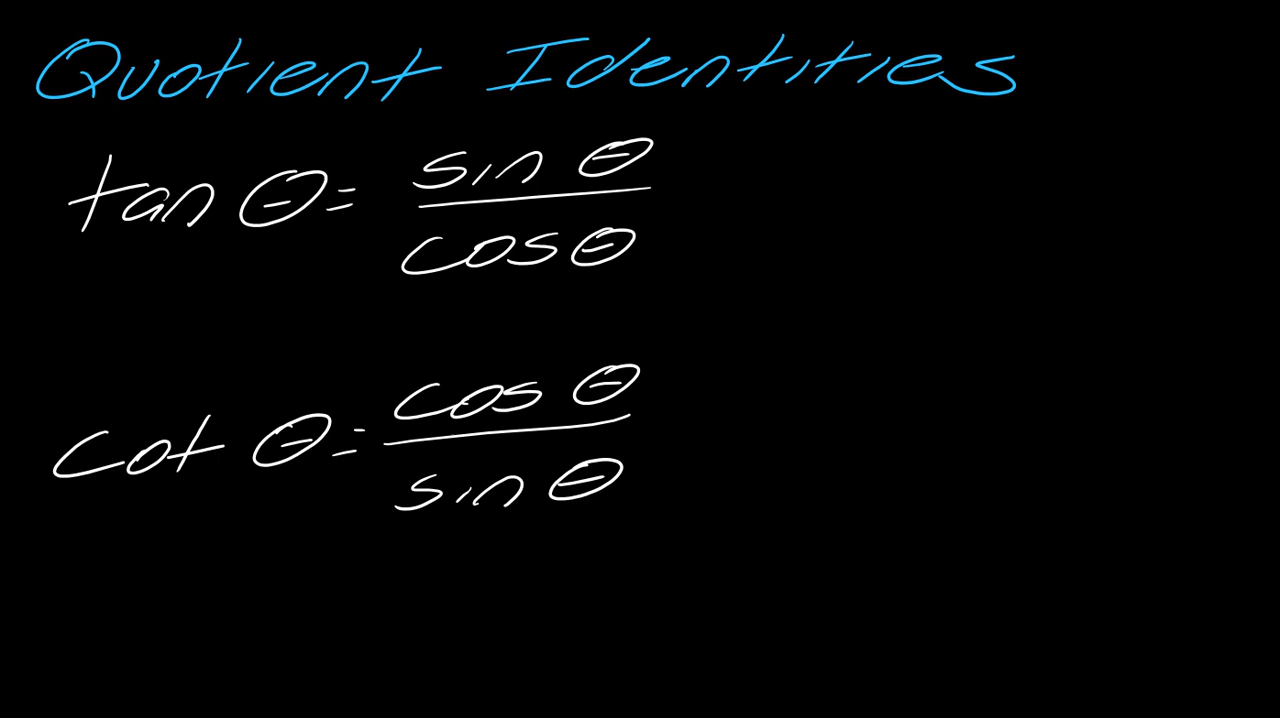 Quotient Identities
tan θ = sin θ / cos θ
cot θ = cos θ / sin θ